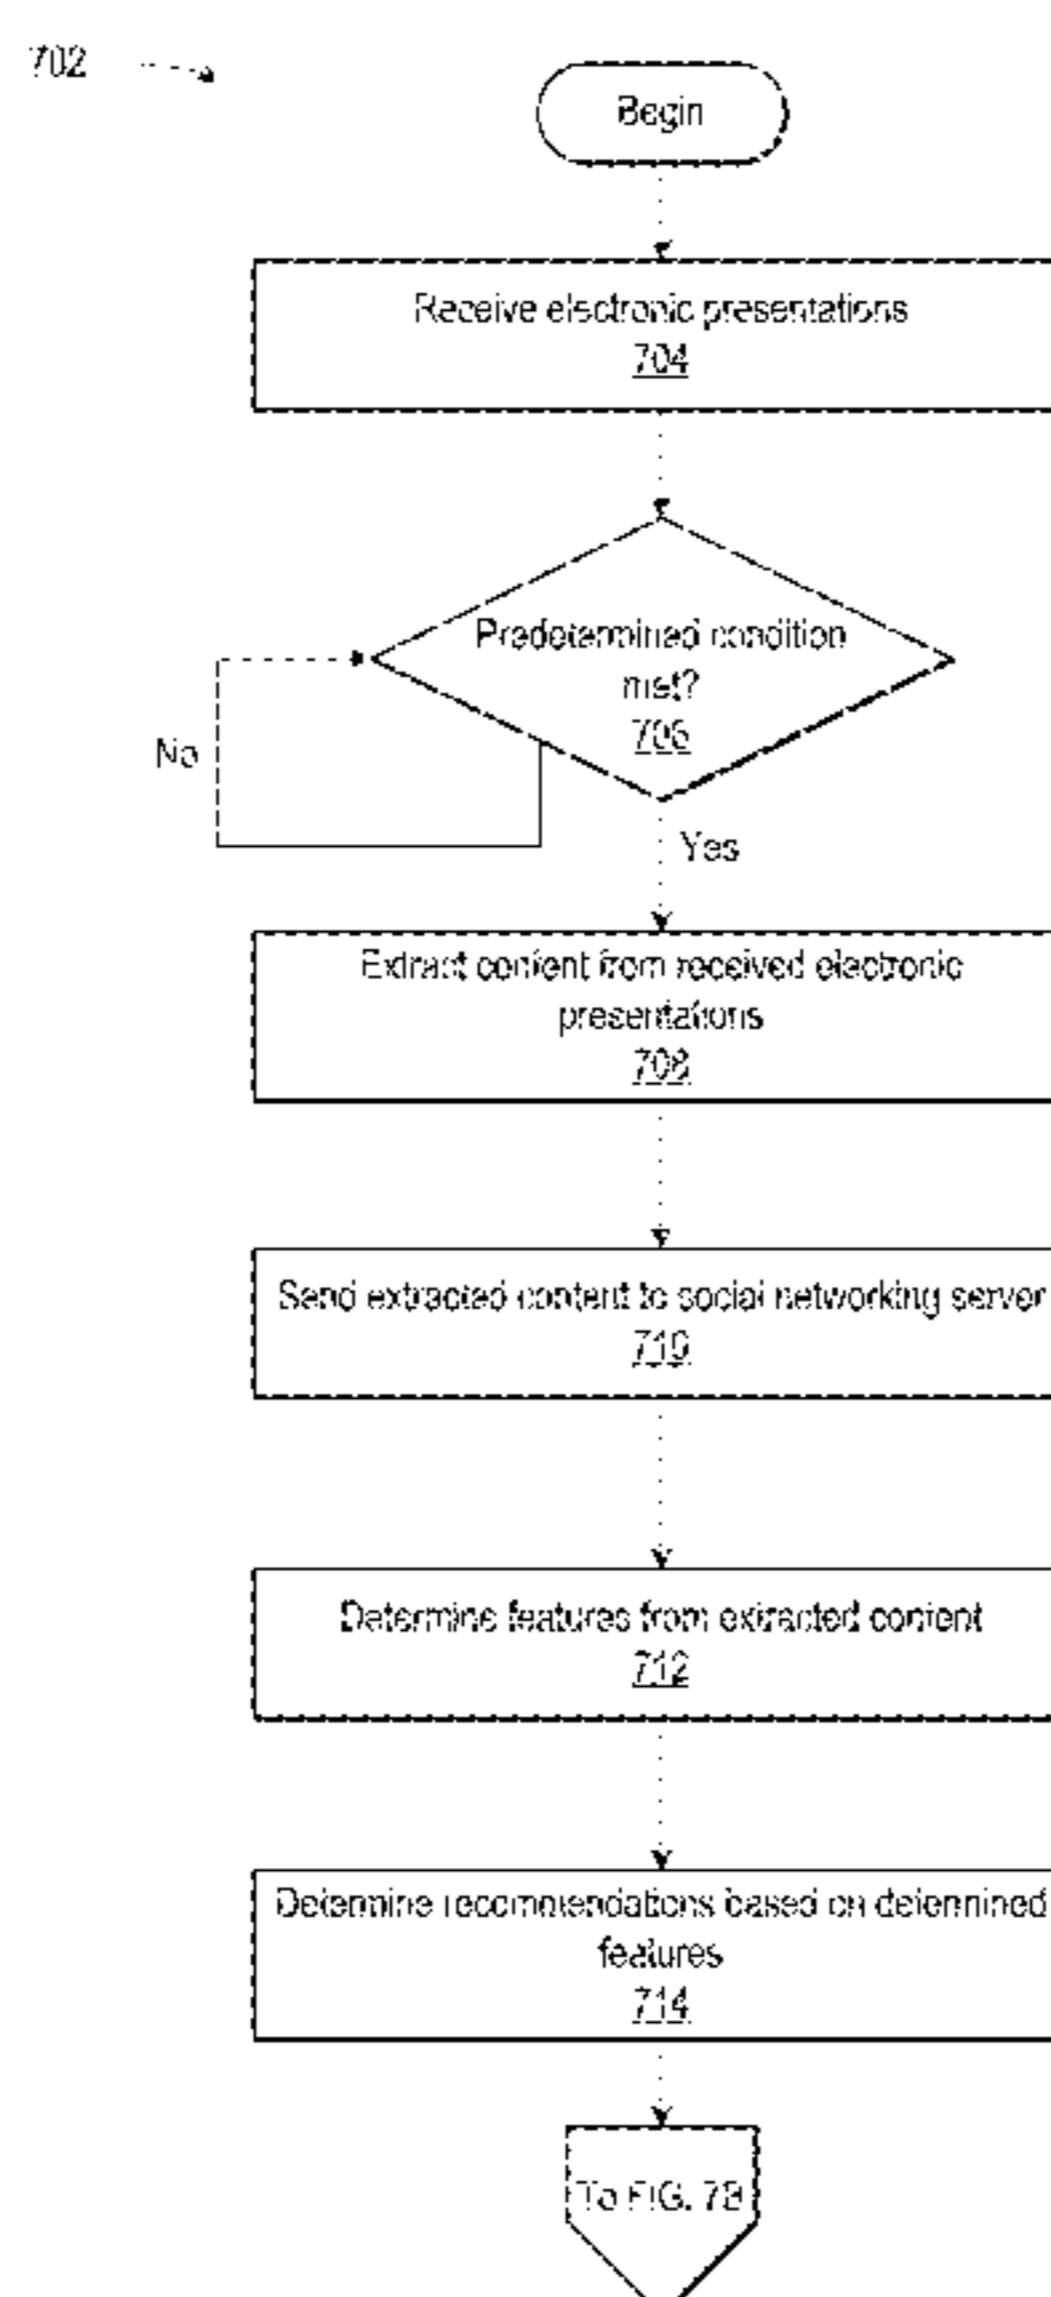 702
Begin
Receive electronic presentations
704
Predetermined condition
met?
706
No
Yes
Extract content from received electronic
presentations
708
Send extracted content to social networking server
710
Determine features from extracted content
712
Determine recommendations based on determined
features
714
To FIG. 7B